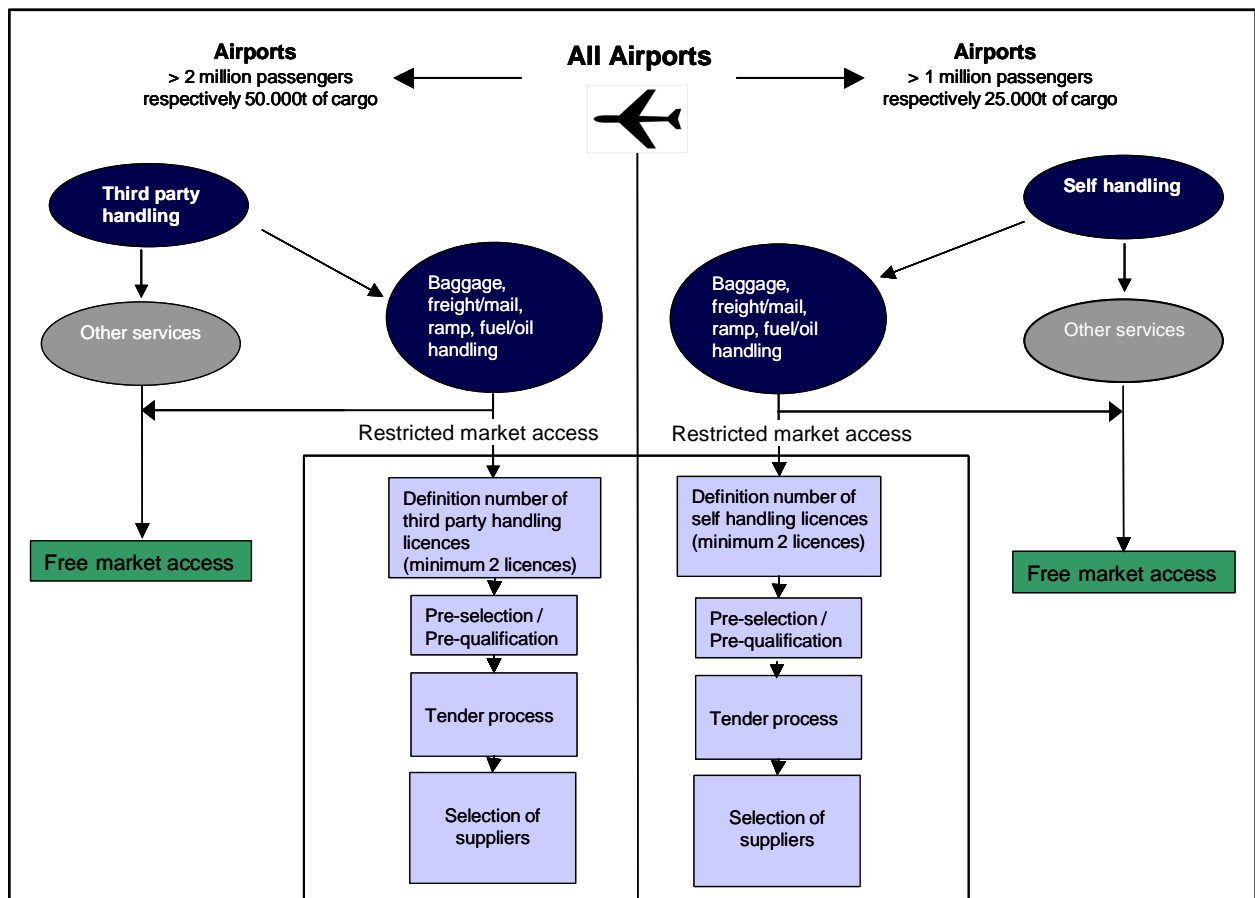 Airports
> 2 million passengers
respectively 50.000t of cargo
All Airports
Airports
> 1 million passengers
respectively 25.000t of cargo
Third party
handling
Self handling
Other services
Baggage,
freight/mail,
ramp, fuel/oil
handling
Baggage,
freight/mail,
ramp, fuel/oil
handling
Other services
Restricted market access
Restricted market access
Free market access
Definition number of
third party handling
licences
(minimum 2 licences)
Definition number of
self handling licences
(minimum 2 licences)
Free market access
Pre-selection /
Pre-qualification
Pre-selection /
Pre-qualification
Tender process
Tender process
Selection of
suppliers
Selection of
suppliers